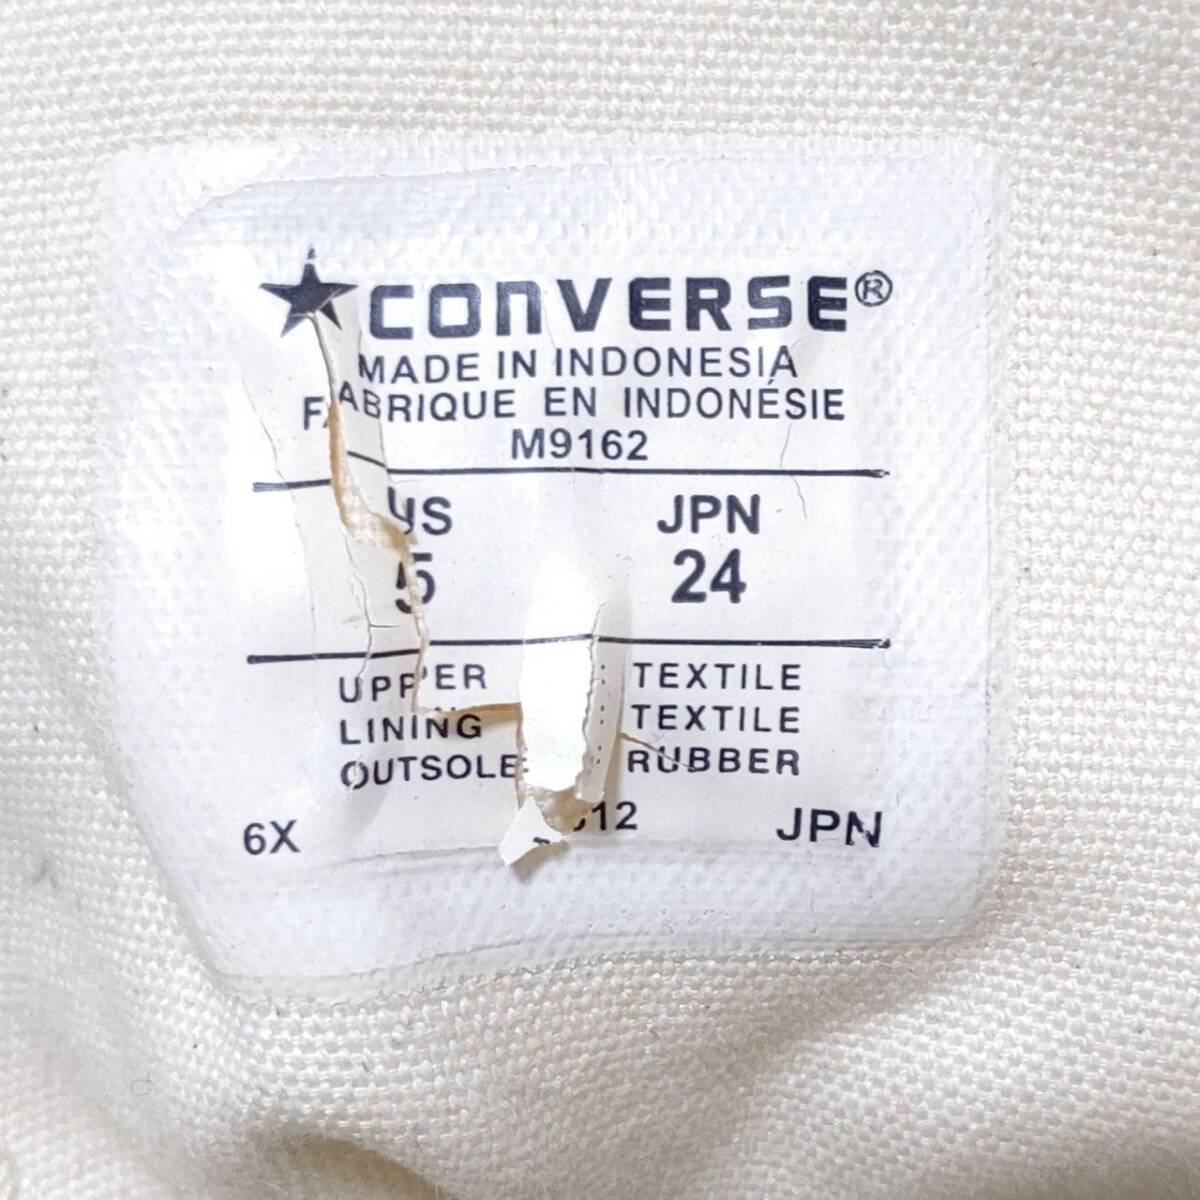 CONVERSE®
MADE IN INDONESIA
FABRIQUE EN INDONÉSIE
M9162
US JPN
5 24
UPPER : TEXTILE
LINING : TEXTILE
OUTSOLE : RUBBER
6X JPN